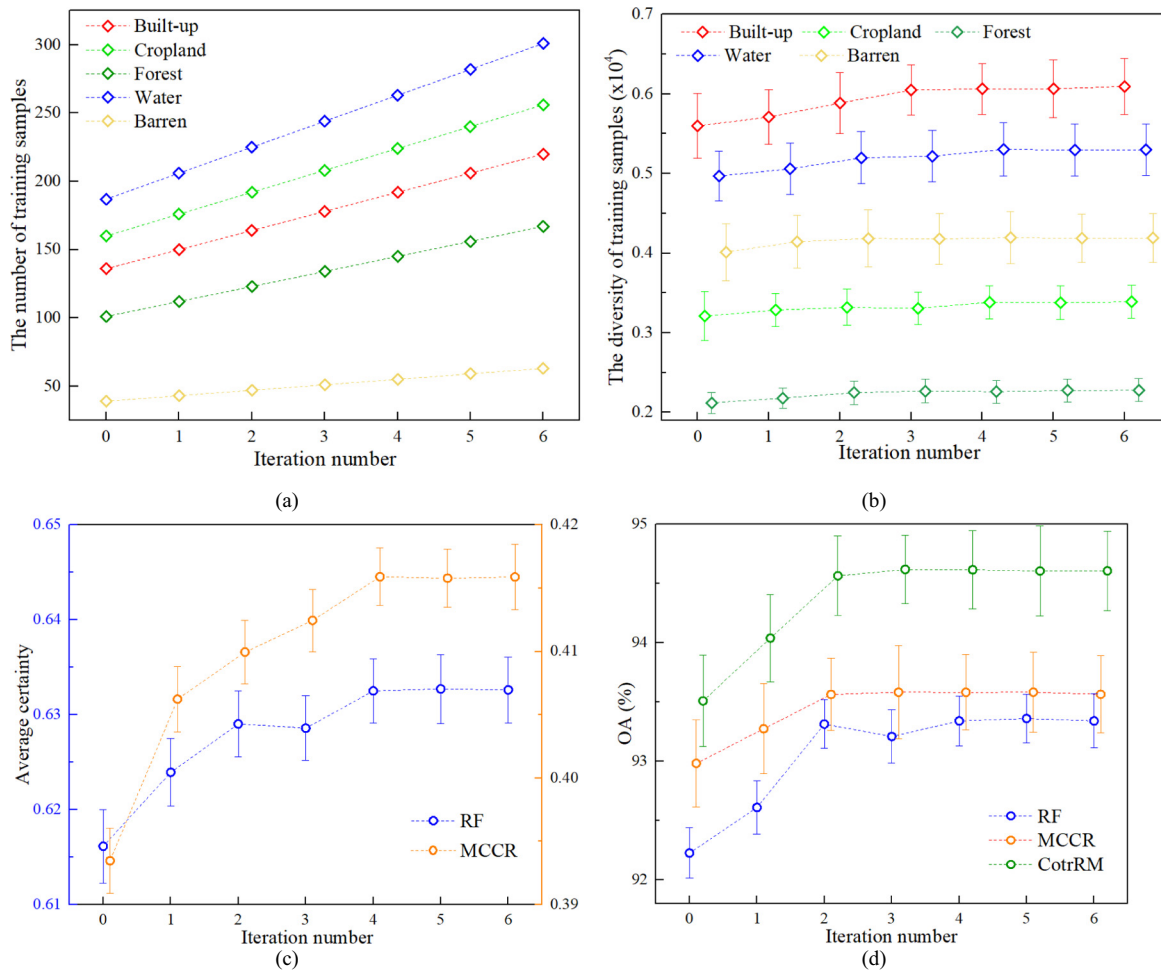 The number of training samples
300
250
200
150
100
50
Built-up
Cropland
Forest
Water
Barren
0 1 2 3 4 5 6
Iteration number
(a)
The diversity of training samples (x10⁴)
0.7
0.6
0.5
0.4
0.3
0.2
Built-up Cropland Forest
Water Barren
0 1 2 3 4 5 6
Iteration number
(b)
Average certainty
0.65
0.64
0.63
0.62
0.61
0.42
0.41
0.40
0.39
RF
MCCR
0 1 2 3 4 5 6
Iteration number
(c)
OA (%)
95
94
93
92
RF
MCCR
CotrRM
0 1 2 3 4 5 6
Iteration number
(d)